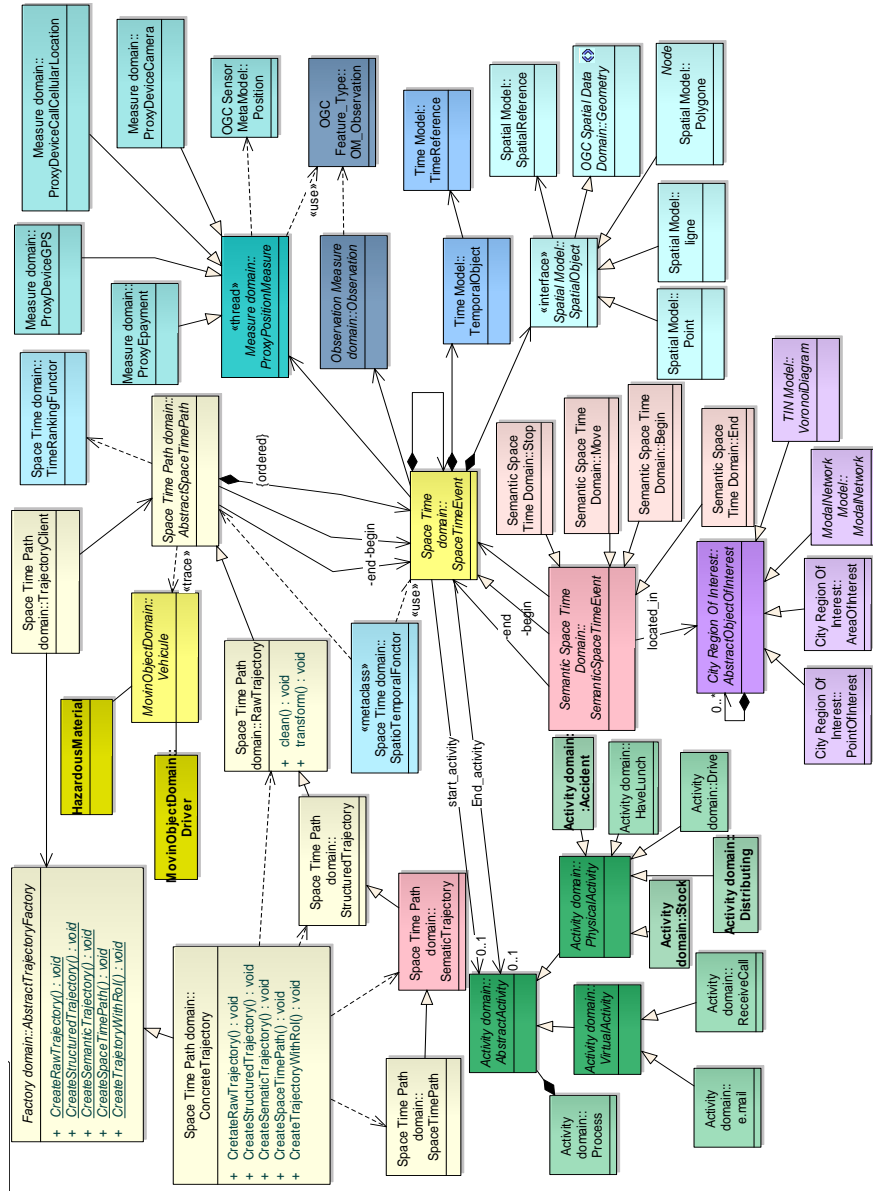 Factory domain::AbstractTrajectoryFactory
+ CreateRawTrajectory() : void
+ CreateStructuredTrajectory() : void
+ CreateSemanticTrajectory() : void
+ CreateSpaceTimePath() : void
+ CreateTrajetoryWithRoI() : void
Space Time Path
domain::TrajectoryClient
Space Time domain::
TimeRankingFunctor
Measure domain::
ProxyDeviceGPS
Measure domain::
ProxyDeviceCallCellularLocation
Measure domain::
ProxyDeviceCamera
Measure domain::
ProxyEpayment
OGC Sensor
MetaModel::
Position
HazardousMaterial
MovinObjectDomain::
Vehicule
MovinObjectDomain::
Driver
«trace»
Space Time Path domain::
AbstractSpaceTimePath
«thread»
Measure domain::
ProxyPositionMeasure
«use»
OGC
Feature_Type::
OM_Observation
Observation Measure
domain::Observation
Space Time Path domain::
ConcreteTrajectory
+ CretateRawTrajectory() : void
+ CreateStructuredTrajectory() : void
+ CreateSematicTrajectory() : void
+ CreateSpaceTimePath() : void
+ CreateTrajectoryWithRoI() : void
Space Time Path
domain::RawTrajectory
+ clean() : void
+ transform() : void
{ordered}
-end
-begin
«metaclass»
Space Time domain::
SpatioTemporalFonctor
«use»
Space Time
domain::
SpaceTimeEvent
Time Model::
TimeReference
Time Model::
TemporalObject
Space Time Path
domain::
StructuredTrajectory
Space Time Path
domain::
SematicTrajectory
Space Time Path
domain::
SpaceTimePath
start_activity
End_activity
0..1
0..1
-end
-begin
Spatial Model::
SpatialReference
OGC Spatial Data
Domain::Geometry
Node
Spatial Model::
Polygone
«interface»
Spatial Model::
SpatialObject
Spatial Model::
ligne
Spatial Model::
Point
Semantic Space
Time Domain::Stop
Semantic Space Time
Domain::Move
Semantic Space Time
Domain::Begin
Semantic Space
Time Domain::End
Semantic Space Time
Domain::
SemanticSpaceTimeEvent
located_in
Activity domain::
AbstractActivity
Activity
domain::
Process
Activity domain::
VirtualActivity
Activity
domain::
e.mail
Activity
domain::
ReceiveCall
Activity domain::
PhysicalActivity
Activity domain:
:Accident
Activity domain::
HaveLunch
Activity
domain::Drive
Activity
domain::Stock
Activity domain::
Distributing
0..*
City Region Of Interest::
AbstractObjectOfInterest
City Region Of
Interest::
PointOfInterest
City Region Of
Interest::
AreaOfInterest
ModalNetwork
Model::
ModalNetwork
TIN Model::
VoronoiDiagram